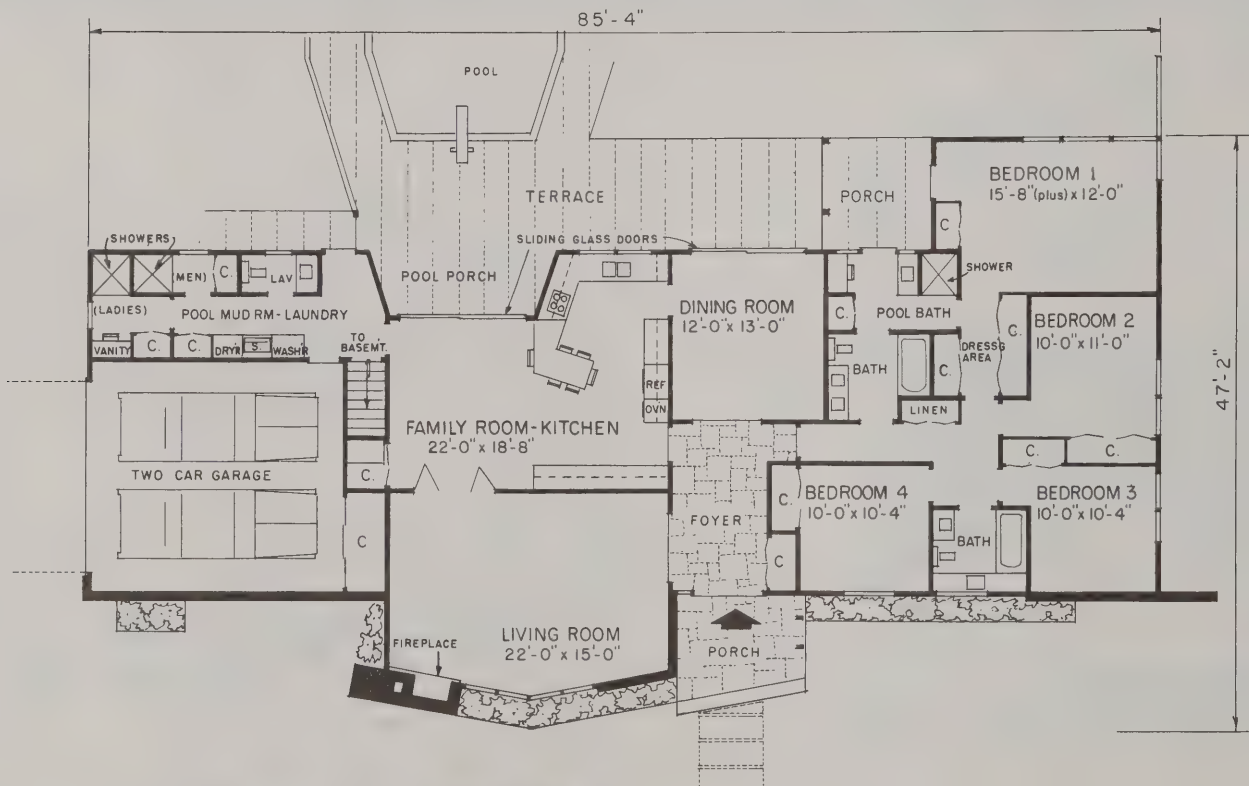 85'-4"
POOL
BEDROOM 1
15'-8"(plus) x 12'-0"
TERRACE
PORCH
C.
SHOWERS
SLIDING GLASS DOORS
(MEN)
C.
LAV
POOL PORCH
SHOWER
(LADIES)
POOL MUD RM-LAUNDRY
DINING ROOM
12'-0" x 13'-0"
C.
POOL BATH
C.
BEDROOM 2
10'-0" x 11'-0"
VANITY
C.
C.
DRY'R
S.
WASH'R
TO
BASEMT.
BATH
DRESS'G
AREA
C.
REF
OVN.
LINEN
47'-2"
FAMILY ROOM-KITCHEN
22'-0" x 18'-8"
C.
C.
C.
TWO CAR GARAGE
C.
BEDROOM 4
10'-0" x 10'-4"
BEDROOM 3
10'-0" x 10'-4"
FOYER
C
C
BATH
FIREPLACE
LIVING ROOM
22'-0" x 15'-0"
PORCH